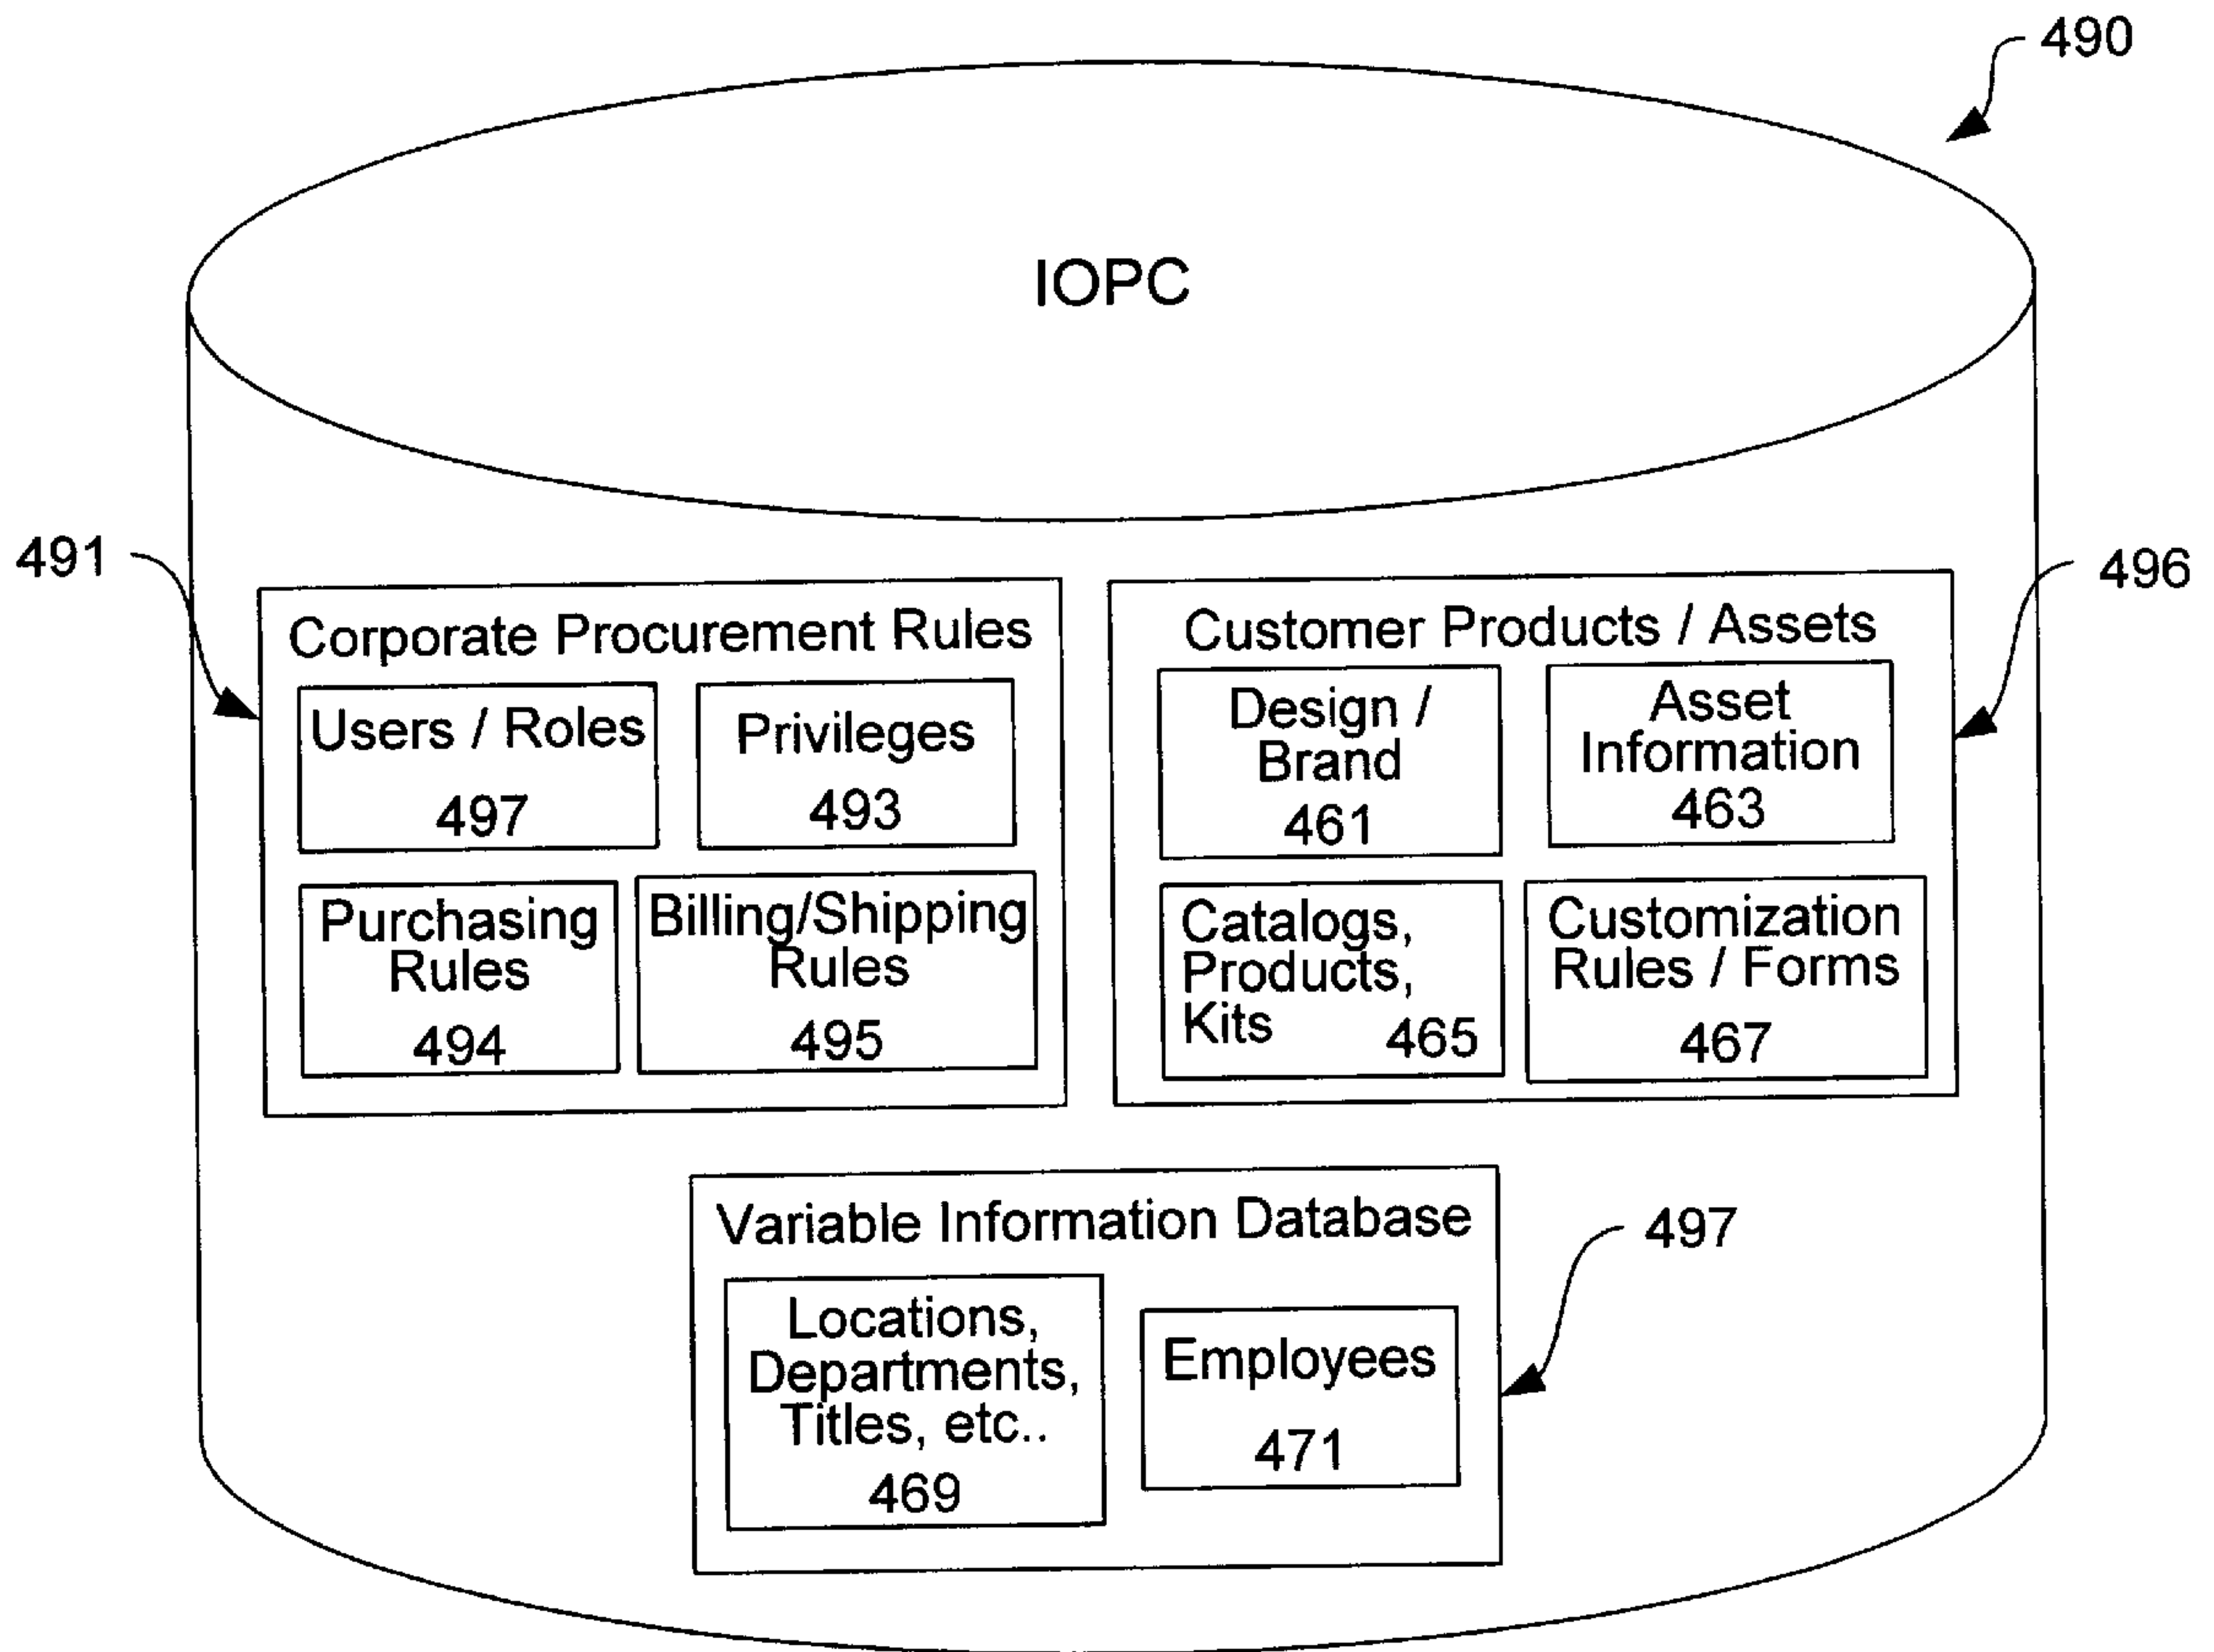 490
IOPC
491
496
Corporate Procurement Rules
Users / Roles
497
Privileges
493
Purchasing
Rules
494
Billing/Shipping
Rules
495
Customer Products / Assets
Design /
Brand
461
Asset
Information
463
Catalogs,
Products,
Kits
465
Customization
Rules / Forms
467
Variable Information Database
497
Locations,
Departments,
Titles, etc..
469
Employees
471